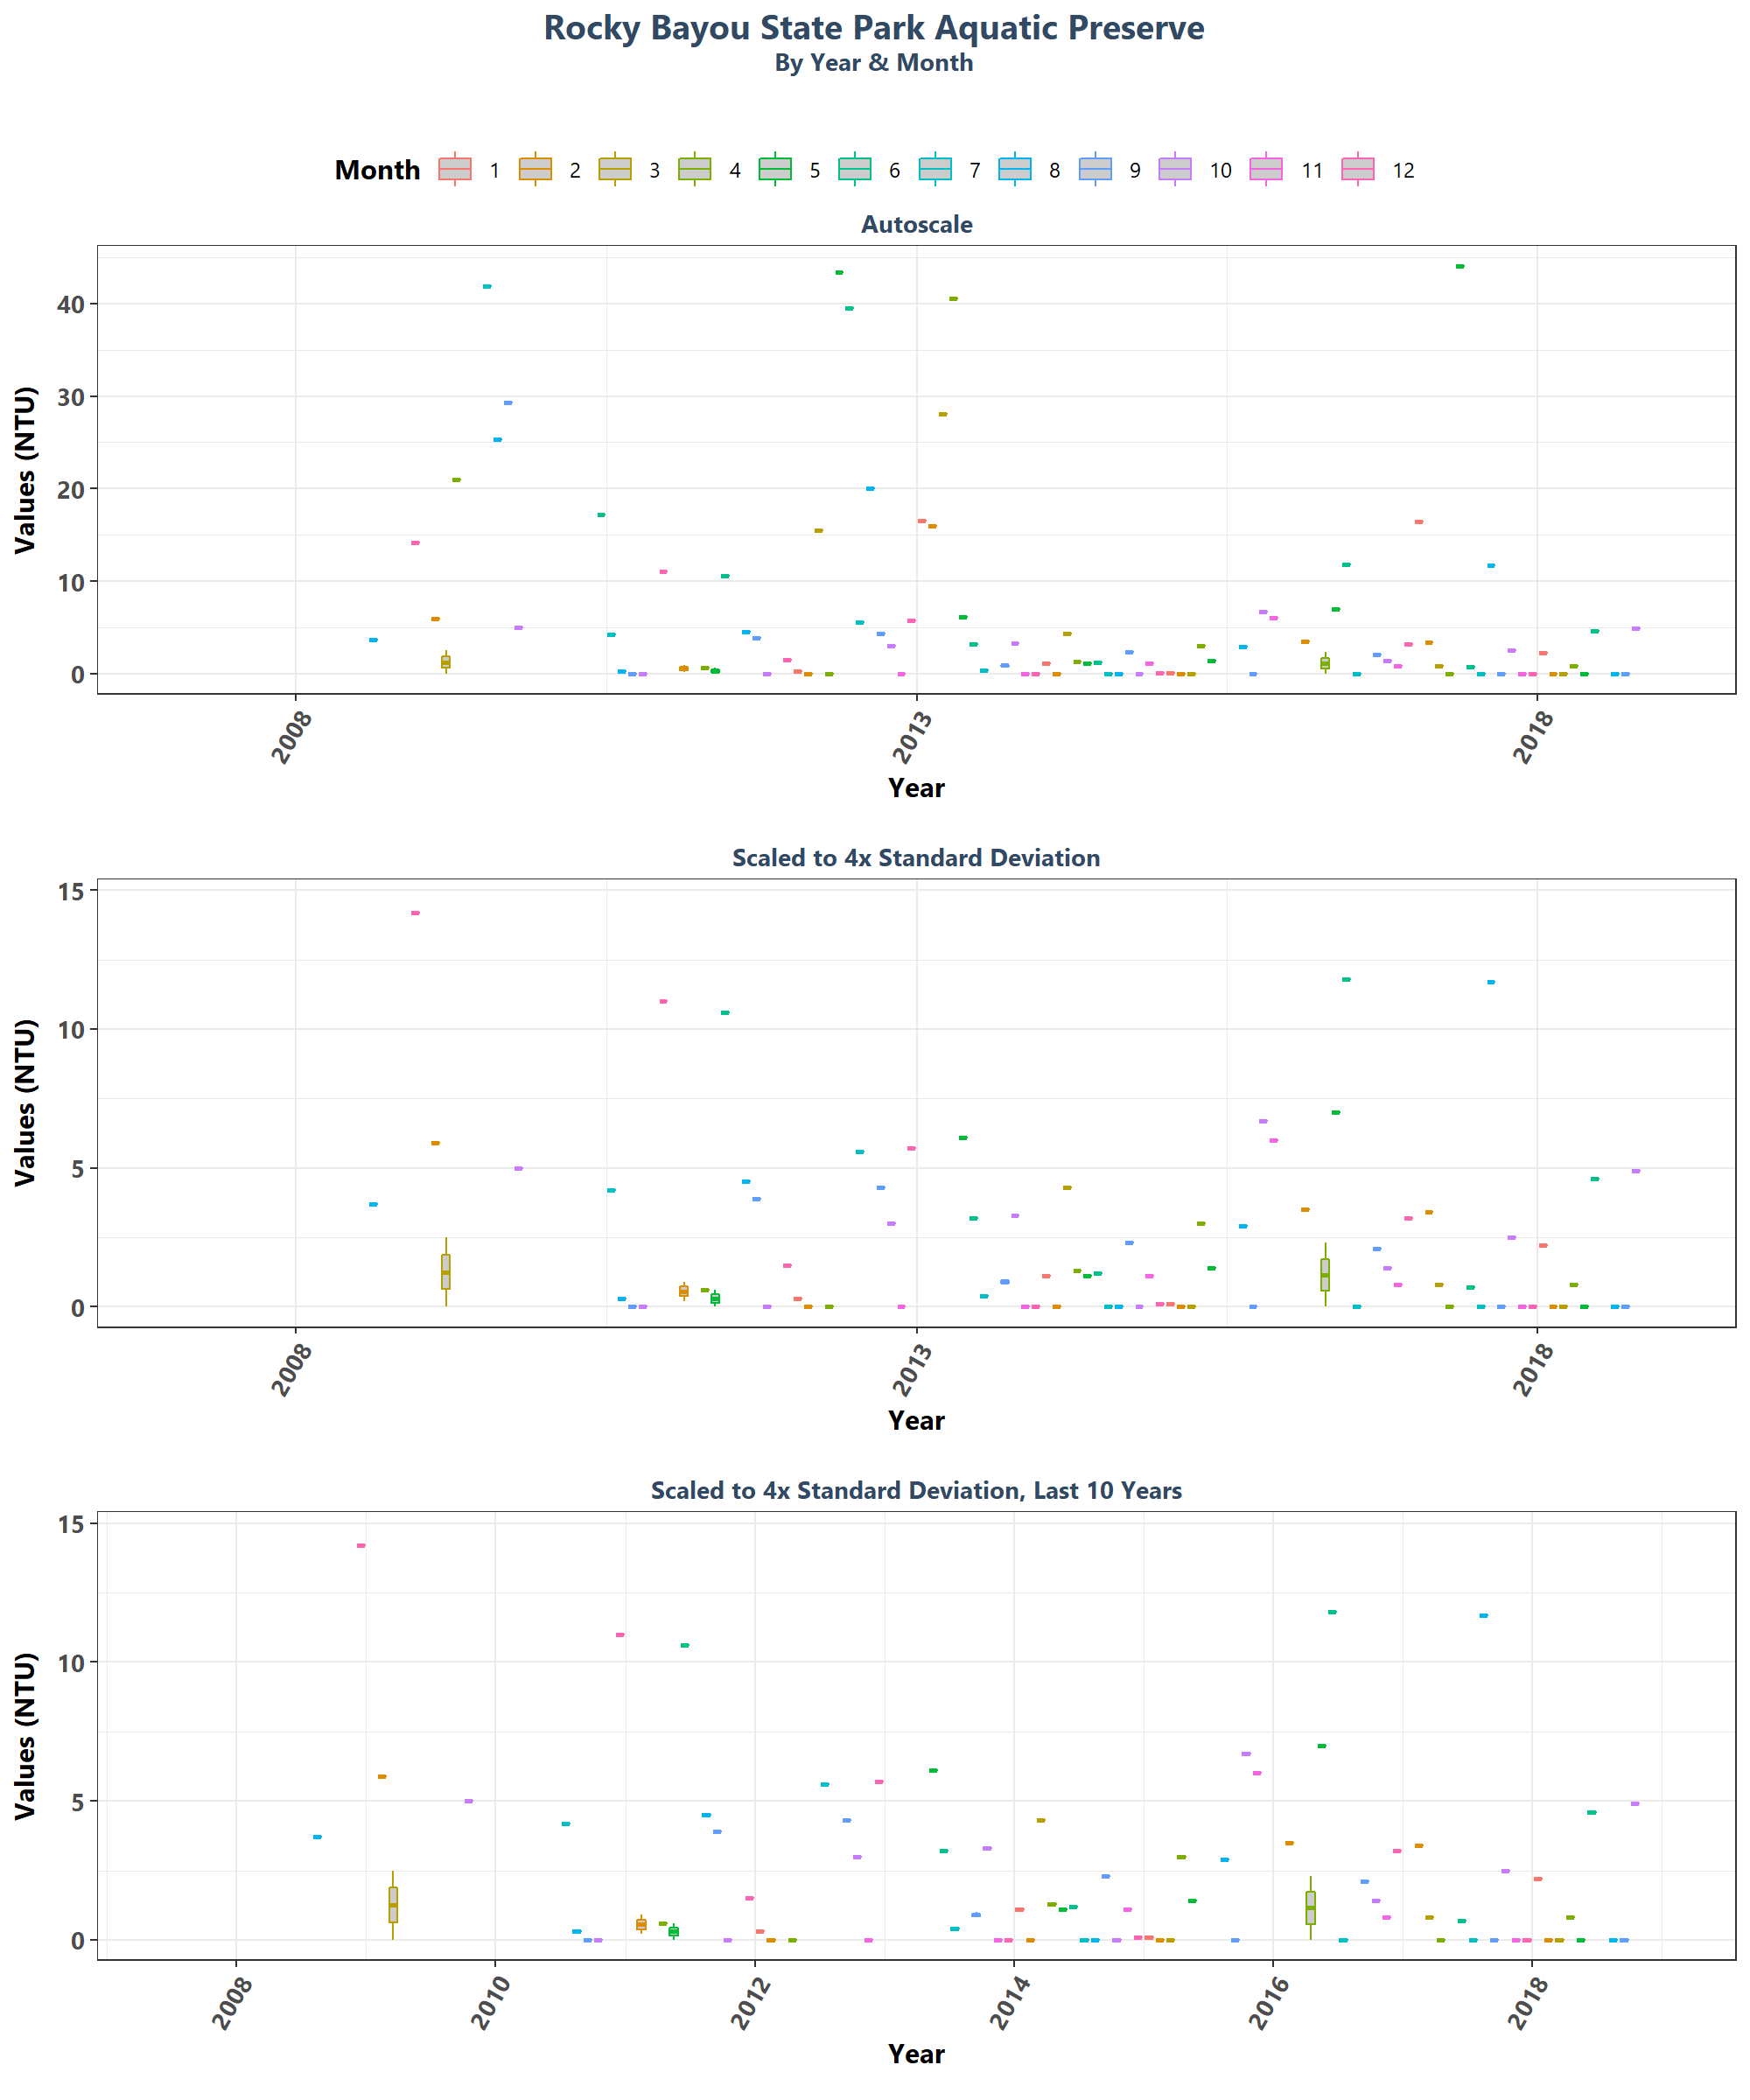 Rocky Bayou State Park Aquatic Preserve
By Year & Month
Month 1 2 3 4 5 6 7 8 9 10 11 12
Autoscale
Values (NTU)
40
30
20
10
0
2008 2013 2018
Year
Scaled to 4x Standard Deviation
Values (NTU)
15
10
5
0
2008 2013 2018
Year
Scaled to 4x Standard Deviation, Last 10 Years
Values (NTU)
15
10
5
0
2008 2010 2012 2014 2016 2018
Year